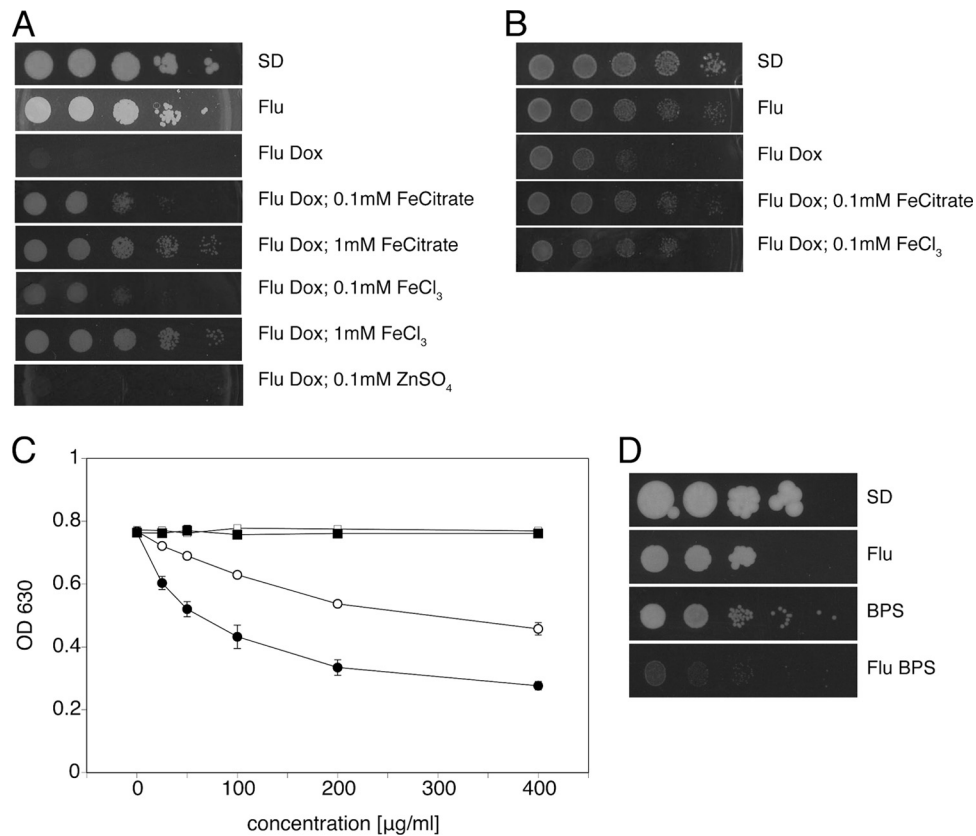 A
SD
Flu
Flu Dox
Flu Dox; 0.1mM FeCitrate
Flu Dox; 1mM FeCitrate
Flu Dox; 0.1mM FeCl₃
Flu Dox; 1mM FeCl₃
Flu Dox; 0.1mM ZnSO₄
B
SD
Flu
Flu Dox
Flu Dox; 0.1mM FeCitrate
Flu Dox; 0.1mM FeCl₃
C
1
0.8
0.6
0.4
0.2
0
OD 630
0 100 200 300 400
concentration [µg/ml]
D
SD
Flu
BPS
Flu BPS